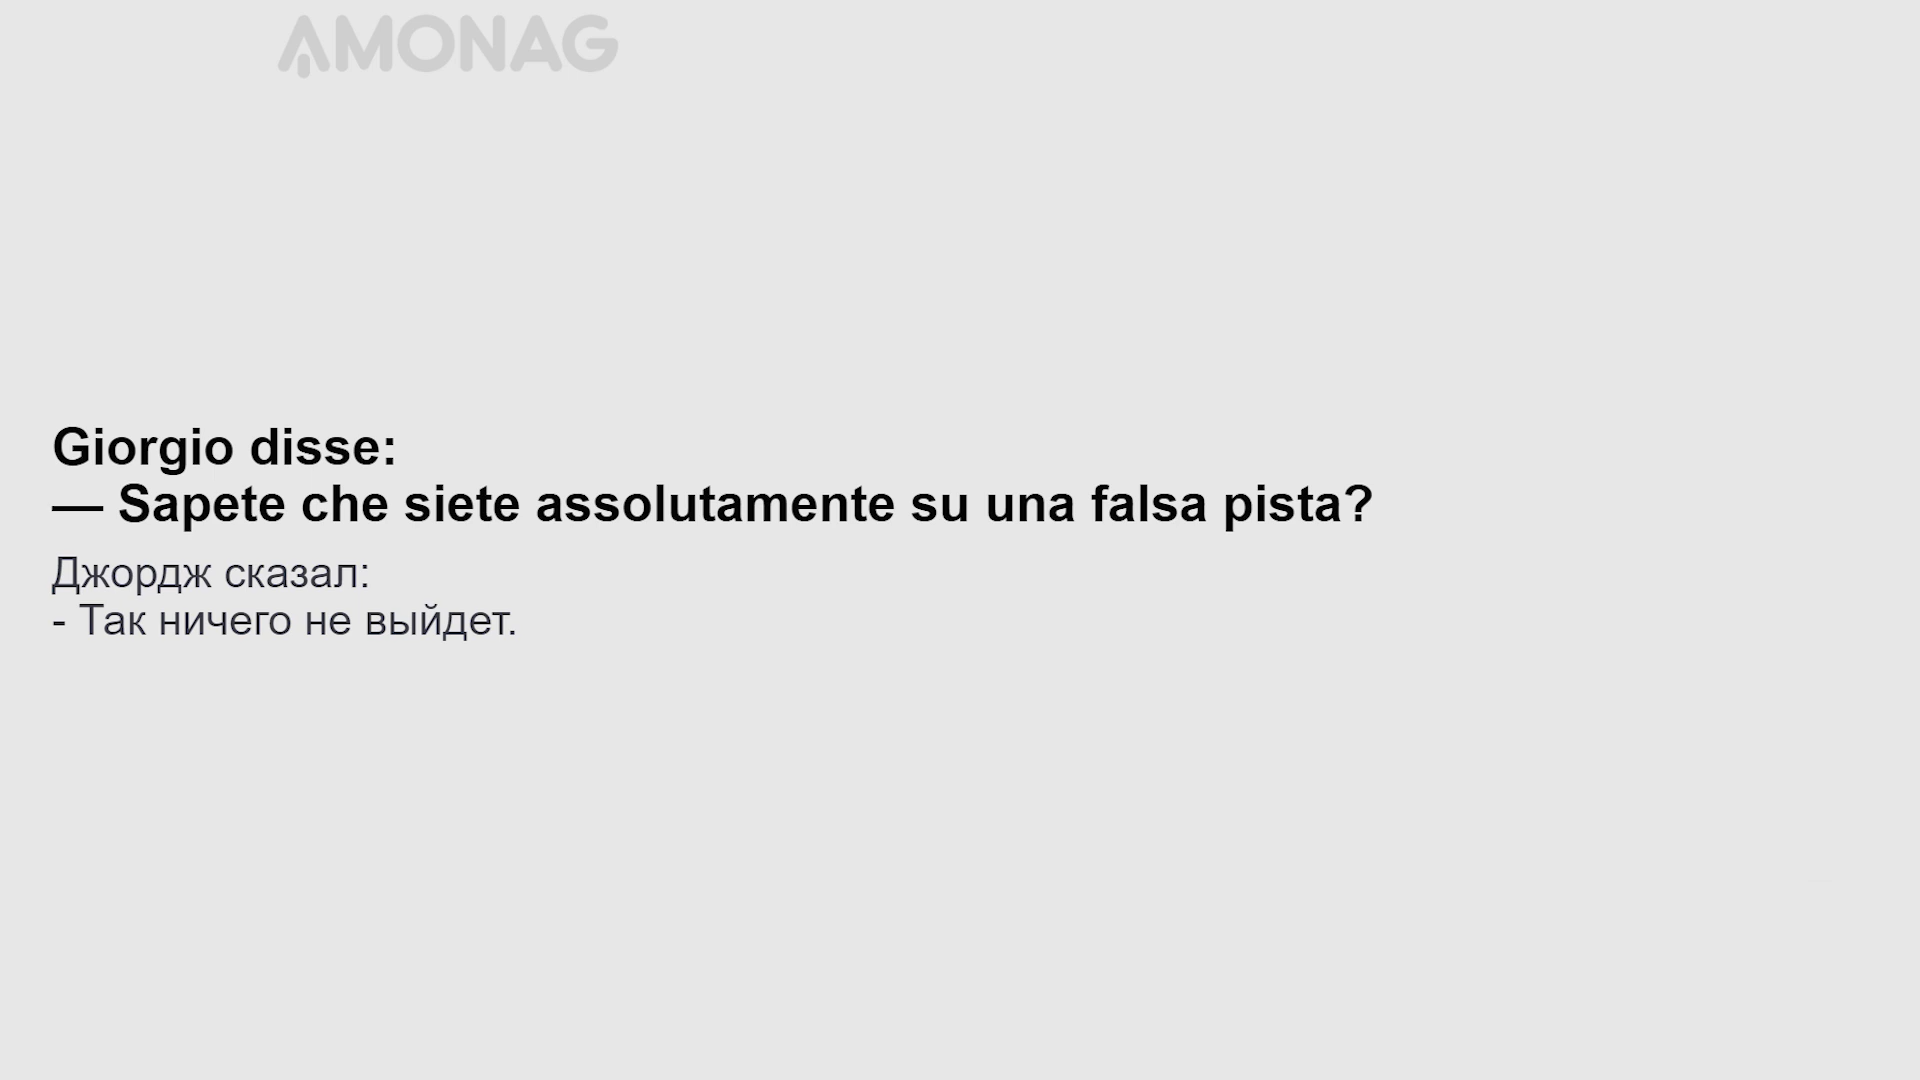 AMONAG
Giorgio disse:
— Sapete che siete assolutamente su una falsa pista?
Джордж сказал:
- Так ничего не выйдет.